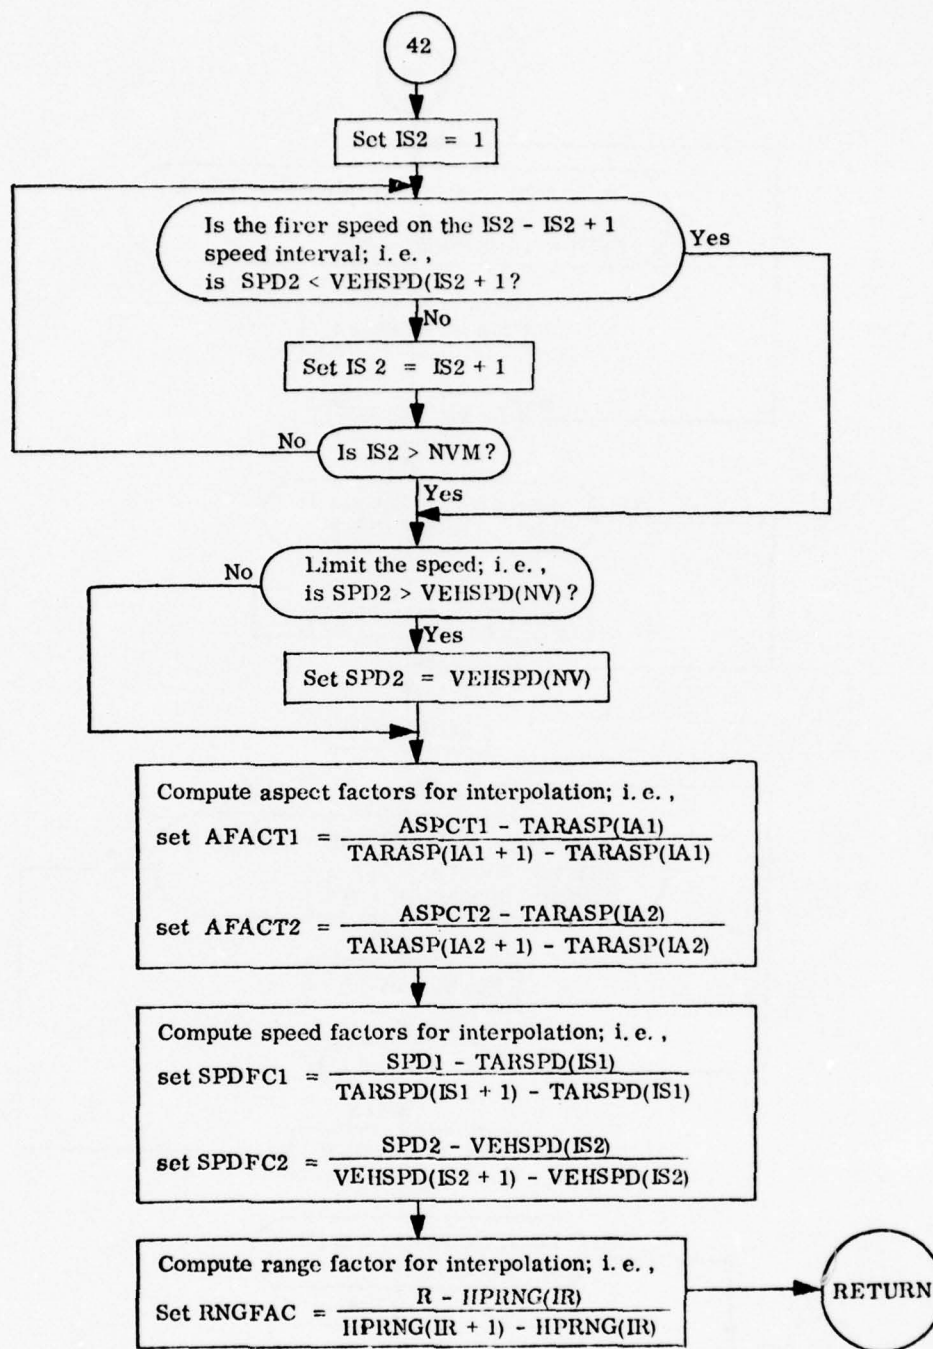 42
Set IS2 = 1
Is the firer speed on the IS2 - IS2 + 1
speed interval; i. e. ,
is SPD2 < VEHSPD(IS2 + 1?
Yes
No
Set IS 2 = IS2 + 1
No
Is IS2 > NVM?
Yes
Limit the speed; i. e. ,
is SPD2 > VEHSPD(NV) ?
No
Yes
Set SPD2 = VEHSPD(NV)
Compute aspect factors for interpolation; i. e. ,
set AFACT1 = ASPCT1 - TARASP(IA1)
TARASP(IA1 + 1) - TARASP(IA1)
set AFACT2 = ASPCT2 - TARASP(IA2)
TARASP(IA2 + 1) - TARASP(IA2)
Compute speed factors for interpolation; i. e. ,
set SPDFC1 = SPD1 - TARSPD(IS1)
TARSPD(IS1 + 1) - TARSPD(IS1)
set SPDFC2 = SPD2 - VEHSPD(IS2)
VEHSPD(IS2 + 1) - VEHSPD(IS2)
Compute range factor for interpolation; i. e. ,
Set RNGFAC = R - HPRNG(IR)
HPRNG(IR + 1) - HPRNG(IR)
RETURN